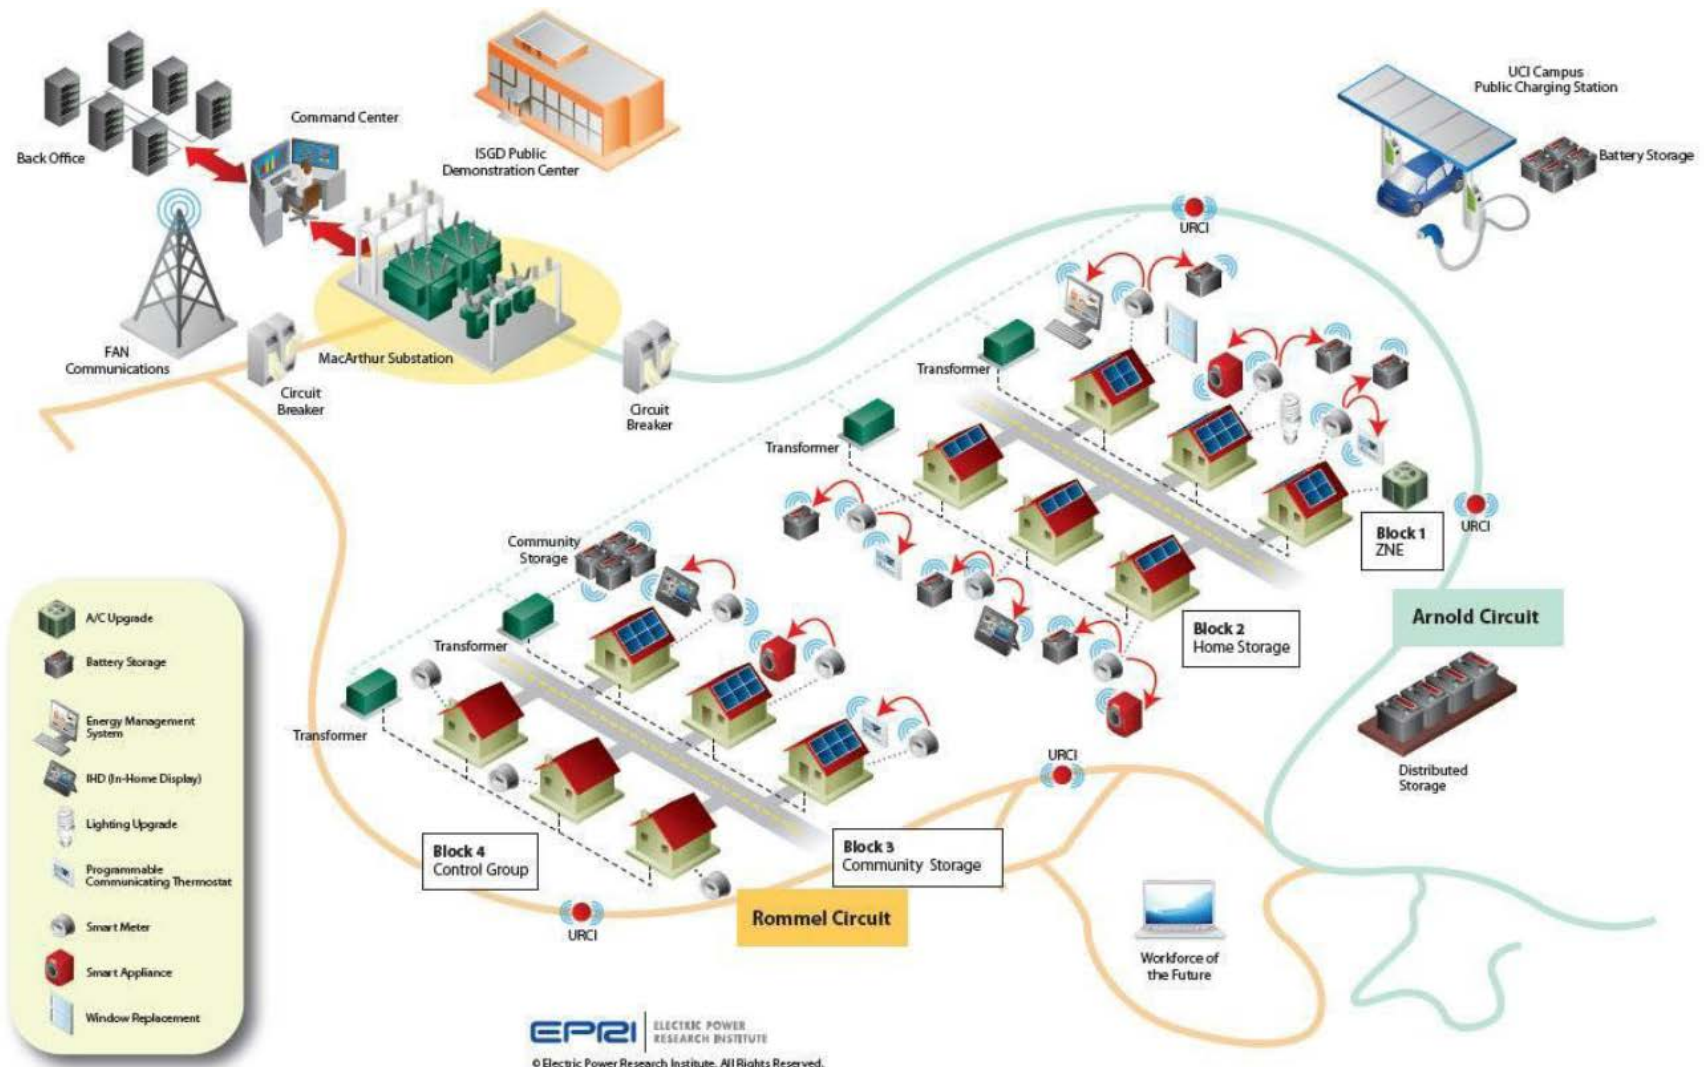 Back Office
Command Center
ISGD Public
Demonstration Center
UCI Campus
Public Charging Station
Battery Storage
FAN
Communications
MacArthur Substation
Circuit
Breaker
Circuit
Breaker
URCI
Transformer
Transformer
URCI
Block 1
ZNE
Community
Storage
Transformer
Block 2
Home Storage
Arnold Circuit
Transformer
URCI
Distributed
Storage
Block 4
Control Group
Block 3
Community Storage
URCI
Rommel Circuit
Workforce of
the Future
A/C Upgrade
Battery Storage
Energy Management
System
IHD (In-Home Display)
Lighting Upgrade
Programmable
Communicating Thermostat
Smart Meter
Smart Appliance
Window Replacement
EPRI
ELECTRIC POWER
RESEARCH INSTITUTE
© Electric Power Research Institute. All Rights Reserved.